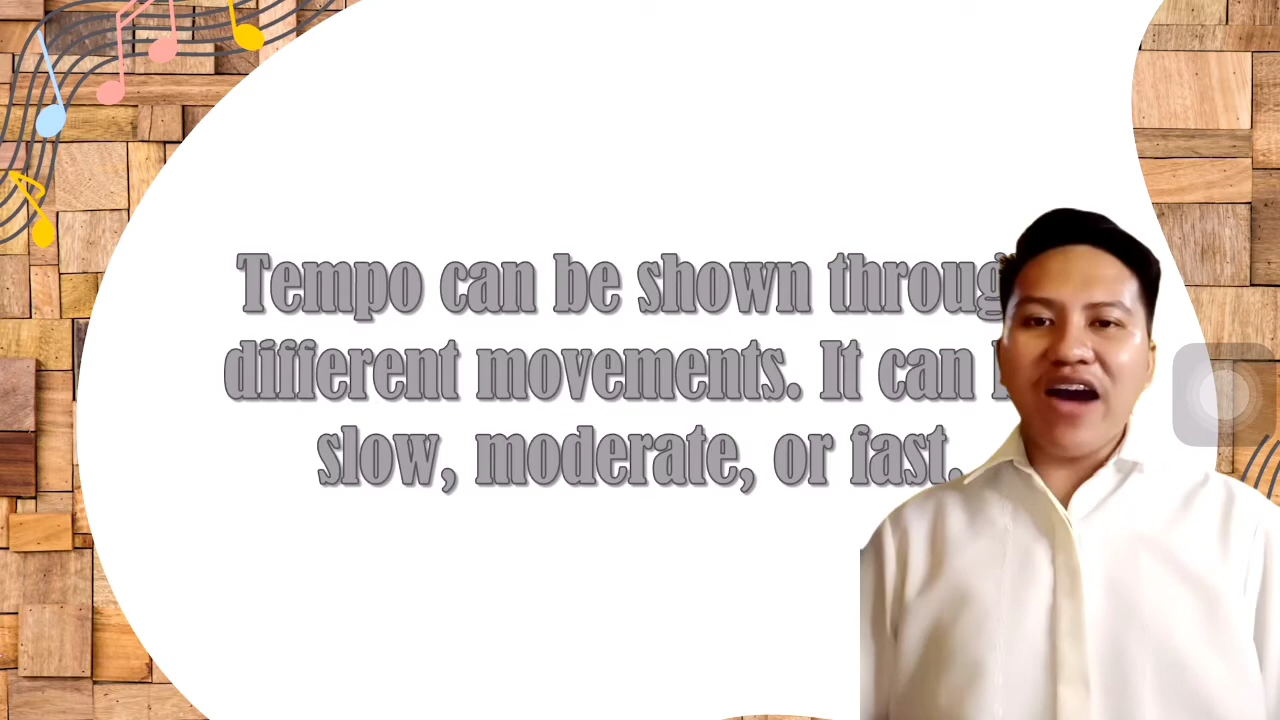 Tempo can be shown throug
different movements. It can
slow, moderate, or fast.